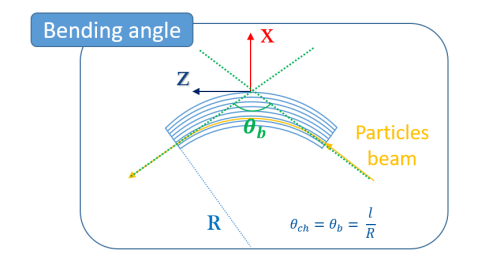 Bending angle
X
Z
θb
Particles
beam
R
θch = θb = l/R